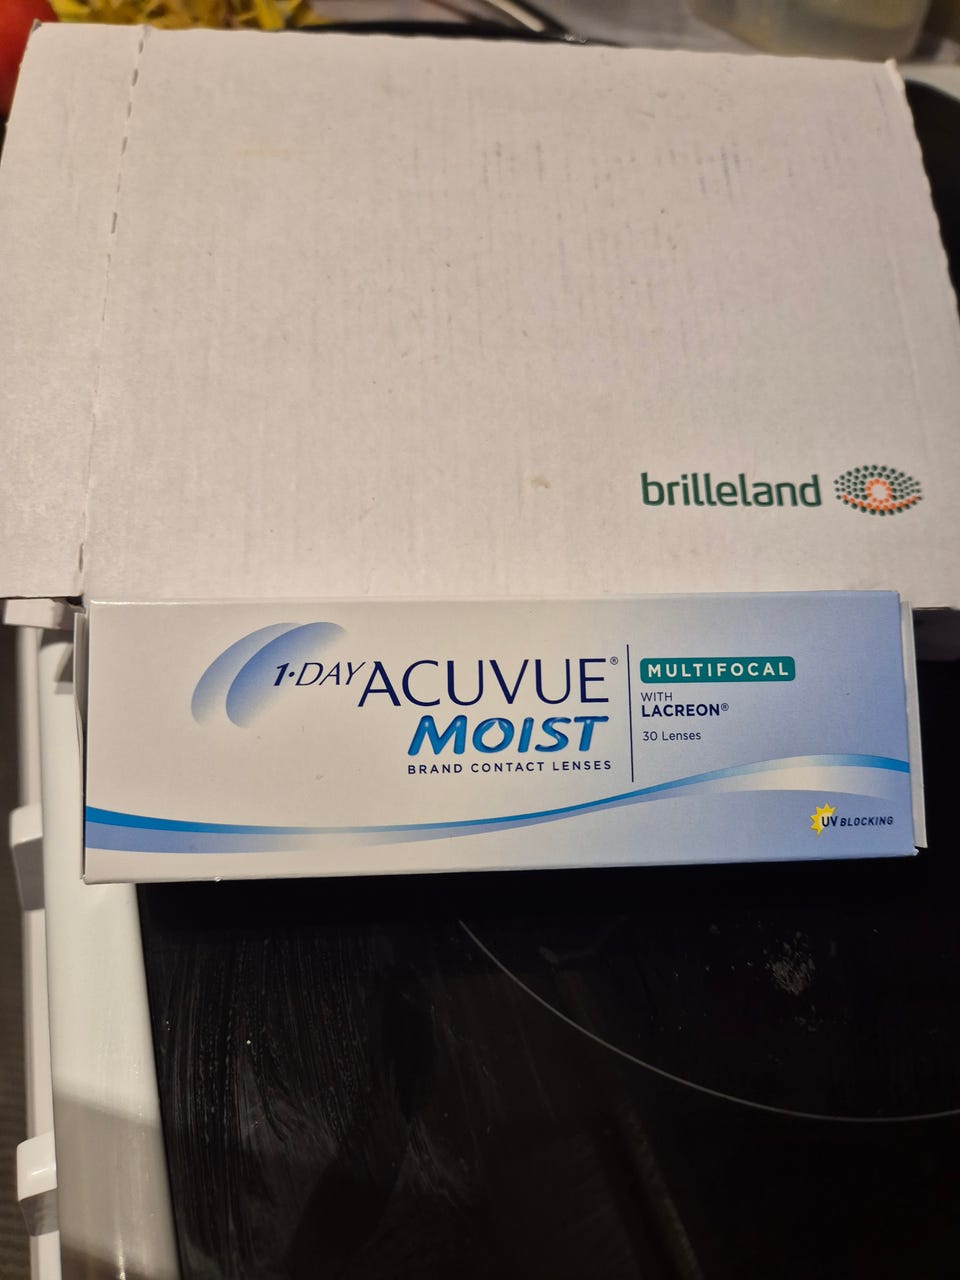 brilleland
1·DAY ACUVUE®
MOIST
BRAND CONTACT LENSES
MULTIFOCAL
WITH
LACREON®
30 Lenses
UV BLOCKING